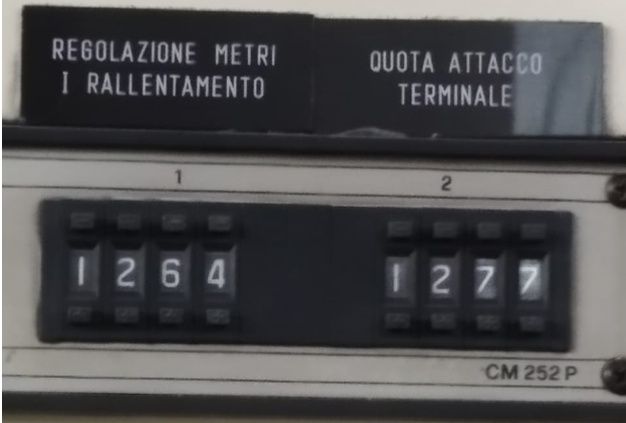 REGOLAZIONE METRI
I RALLENTAMENTO
QUOTA ATTACCO
TERMINALE
1
2
1264
1277
CM 252 P